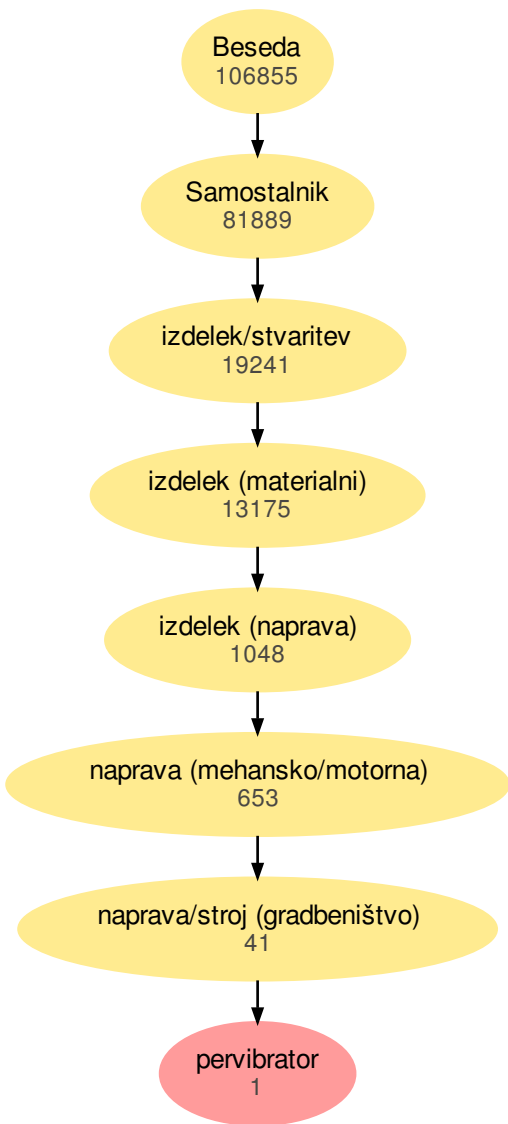 Beseda
106855
Samostalnik
81889
izdelek/stvaritev
19241
izdelek (materialni)
13175
izdelek (naprava)
1048
naprava (mehansko/motorna)
653
naprava/stroj (gradbeništvo)
41
pervibrator
1